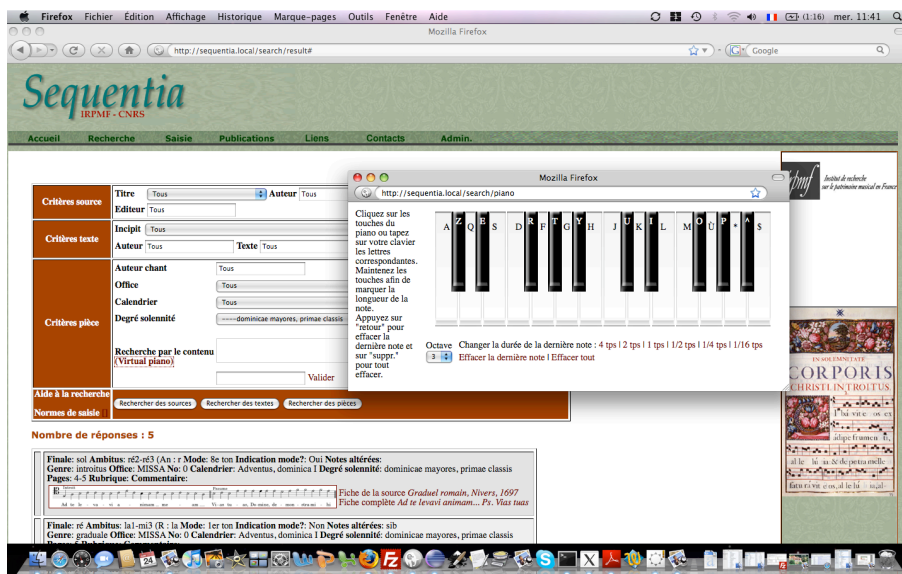 Firefox Fichier Édition Affichage Historique Marque-pages Outils Fenêtre Aide (1:16) mer. 11:41
Mozilla Firefox
http://sequentia.local/search/result# Google
Sequentia
IRPMF - CNRS
Accueil Recherche Saisie Publications Liens Contacts Admin.
Institut de recherche
sur le patrimoine musical en France
Critères source
Titre Tous Auteur Tous
Editeur Tous
Critères texte
Incipit Tous
Auteur Tous Texte Tous
Critères pièce
Auteur chant Tous
Office Tous
Calendrier Tous
Degré solennité ----dominicae mayores, primae classis
Recherche par le contenu
(Virtual piano)
Valider
Aide à la recherche
Normes de saisie []
Rechercher des sources Rechercher des textes Rechercher des pièces
Mozilla Firefox
http://sequentia.local/search/piano
Cliquez sur les
touches du
piano ou tapez
sur votre clavier
les lettres
correspondantes.
Maintenez les
touches afin de
marquer la
longueur de la
note.
Appuyez sur
"retour" pour
effacer la
dernière note et
sur "suppr."
pour tout
effacer.
A Z Q E S D R F T G Y H J U K I L M O Ù P * ^ $
Octave Changer la durée de la dernière note : 4 tps | 2 tps | 1 tps | 1/2 tps | 1/4 tps | 1/16 tps
3 Effacer la dernière note | Effacer tout
IN SOLEMNITATE
CORPORIS
CHRISTI INTROITUS.
Nombre de réponses : 5
Finale: sol Ambitus: ré2-ré3 (An : r Mode: 8e ton Indication mode?: Oui Notes altérées:
Genre: introitus Office: MISSA No: 0 Calendrier: Adventus, dominica I Degré solennité: dominicae mayores, primae classis
Pages: 4-5 Rubrique: Commentaire:
Fiche de la source Graduel romain, Nivers, 1697
Fiche complète Ad te levavi animam... Ps. Vias tuas
Finale: ré Ambitus: la1-mi3 (R : la Mode: 1er ton Indication mode?: Non Notes altérées: sib
Genre: graduale Office: MISSA No: 0 Calendrier: Adventus, dominica I Degré solennité: dominicae mayores, primae classis